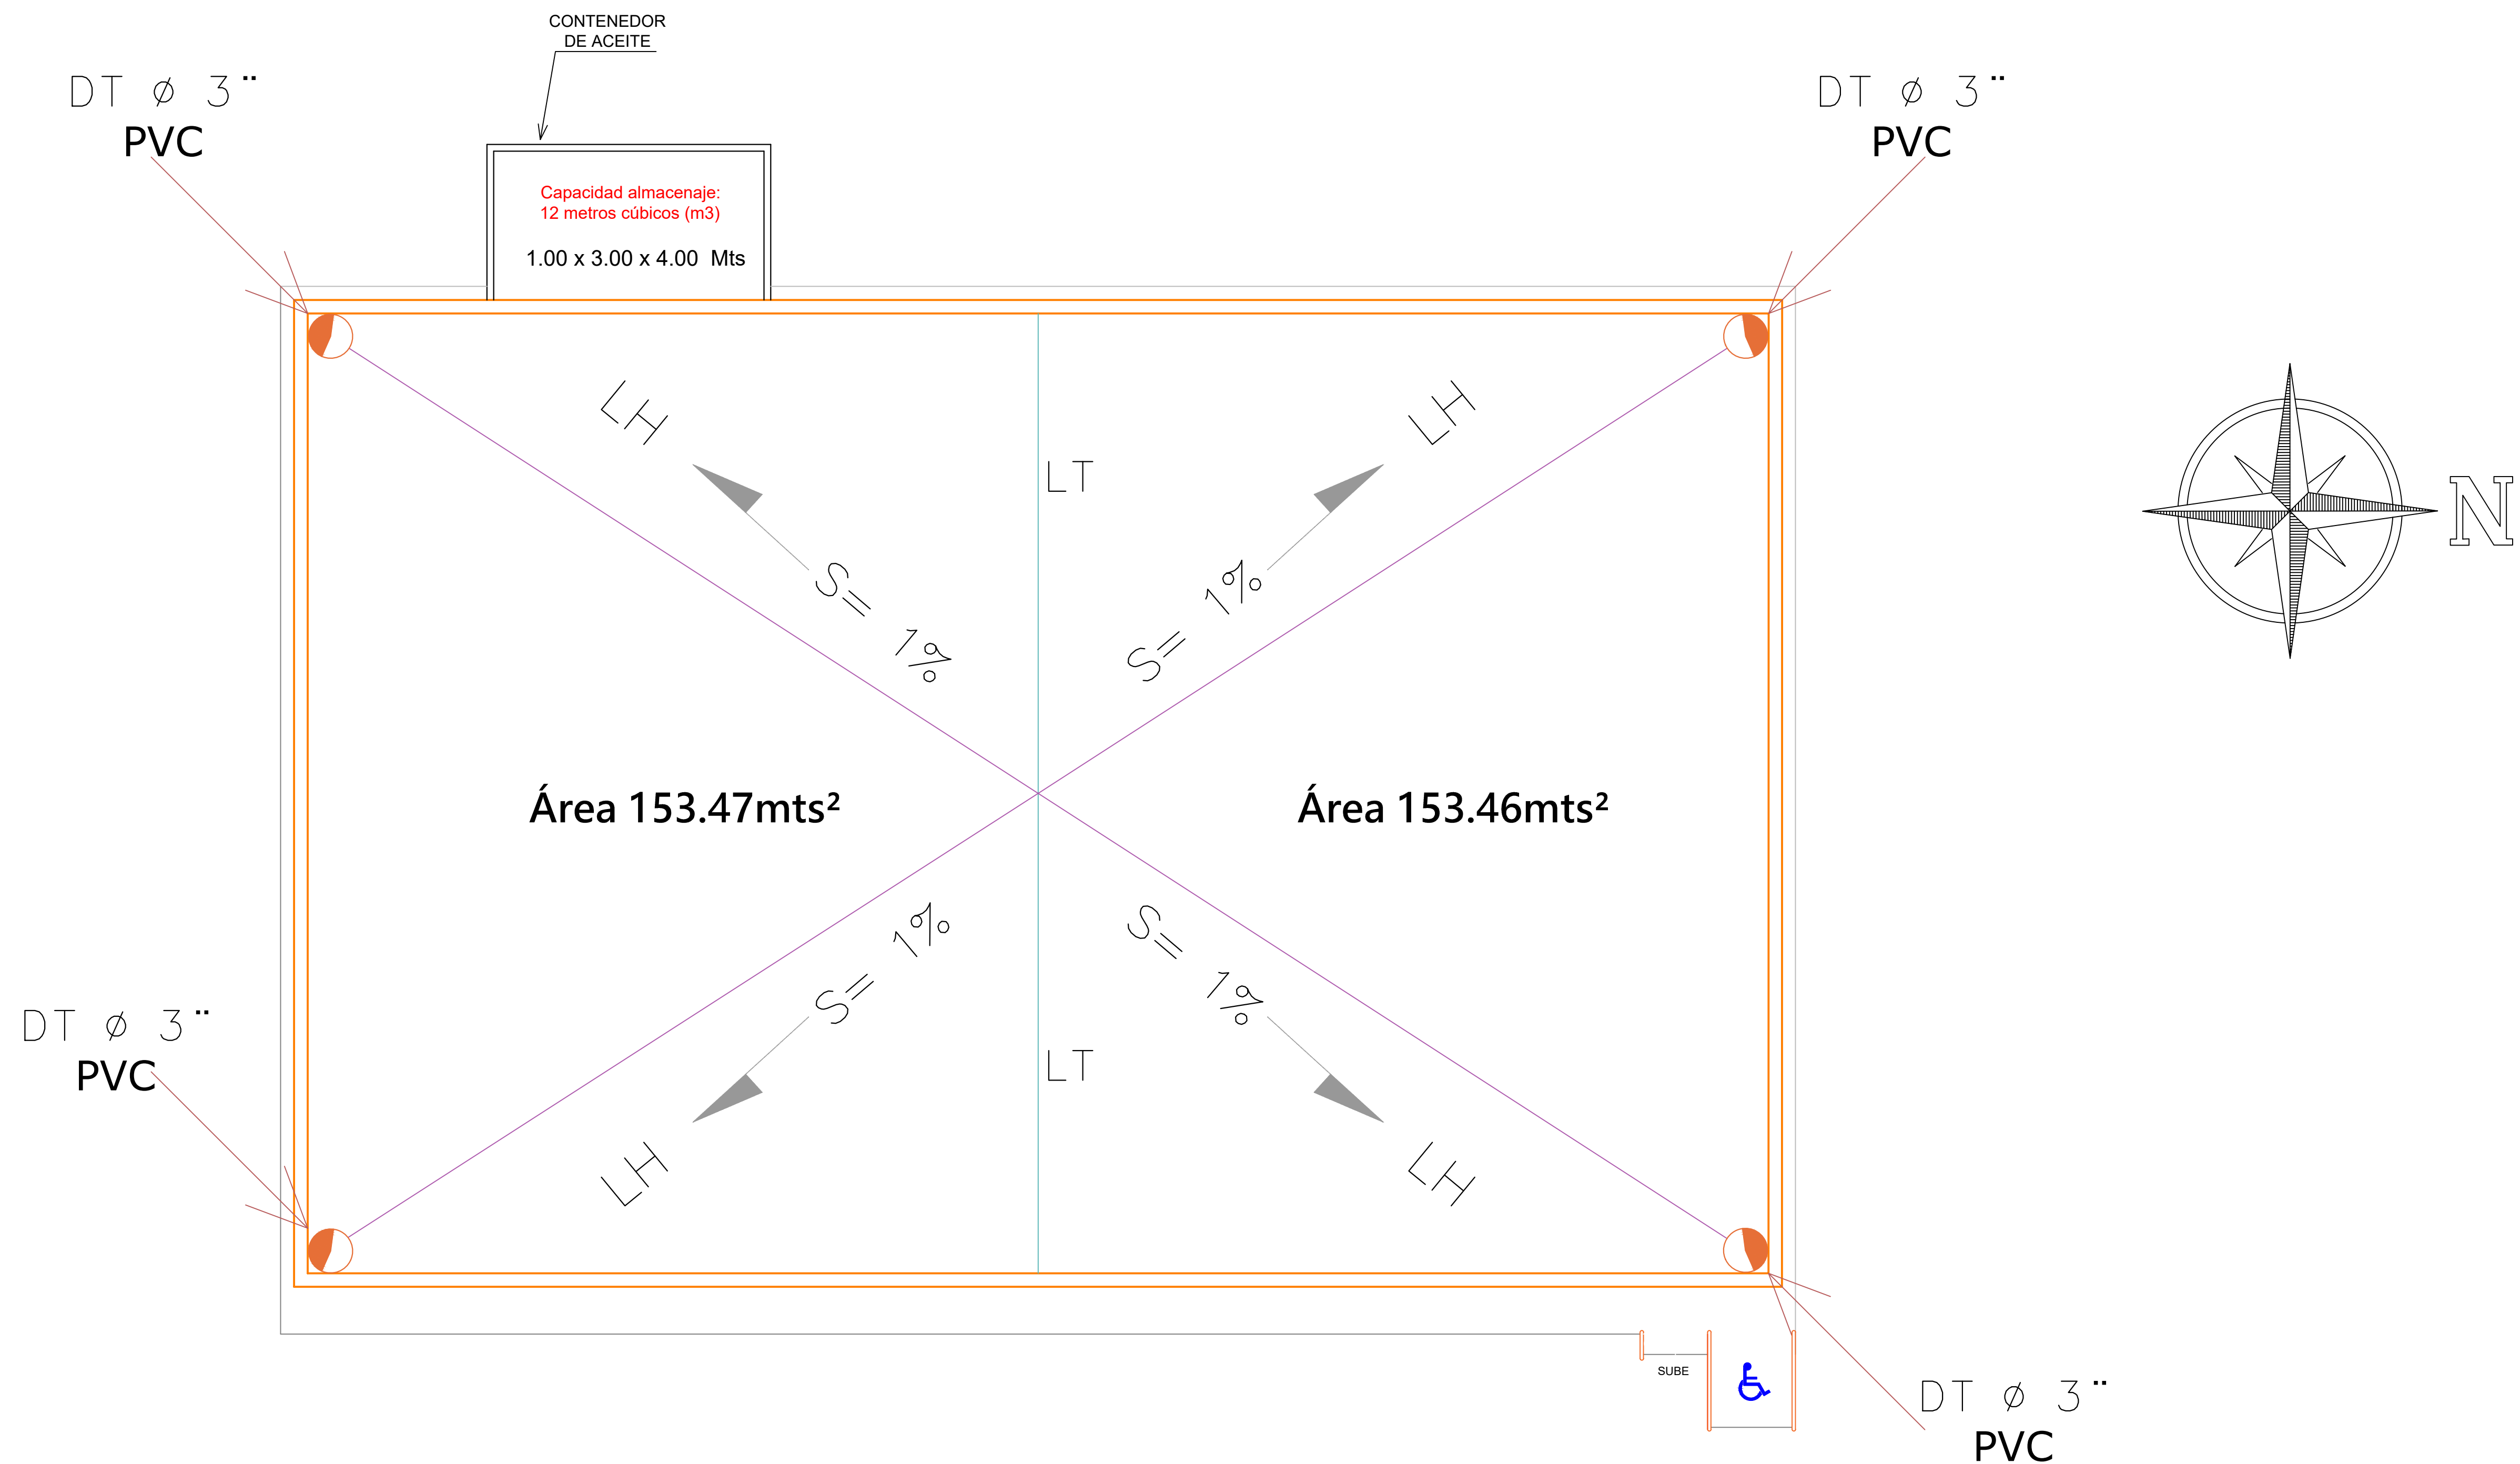 CONTENEDOR
DE ACEITE
DT ø 3¨
PVC
DT ø 3¨
PVC
Capacidad almacenaje:
12 metros cúbicos (m3)
1.00 x 3.00 x 4.00 Mts
LH
LH
LT
N
S= 1%
S= 1%
Área 153.47mts²
Área 153.46mts²
S= 1%
S= 1%
DT ø 3¨
PVC
LT
LH
LH
SUBE
DT ø 3¨
PVC